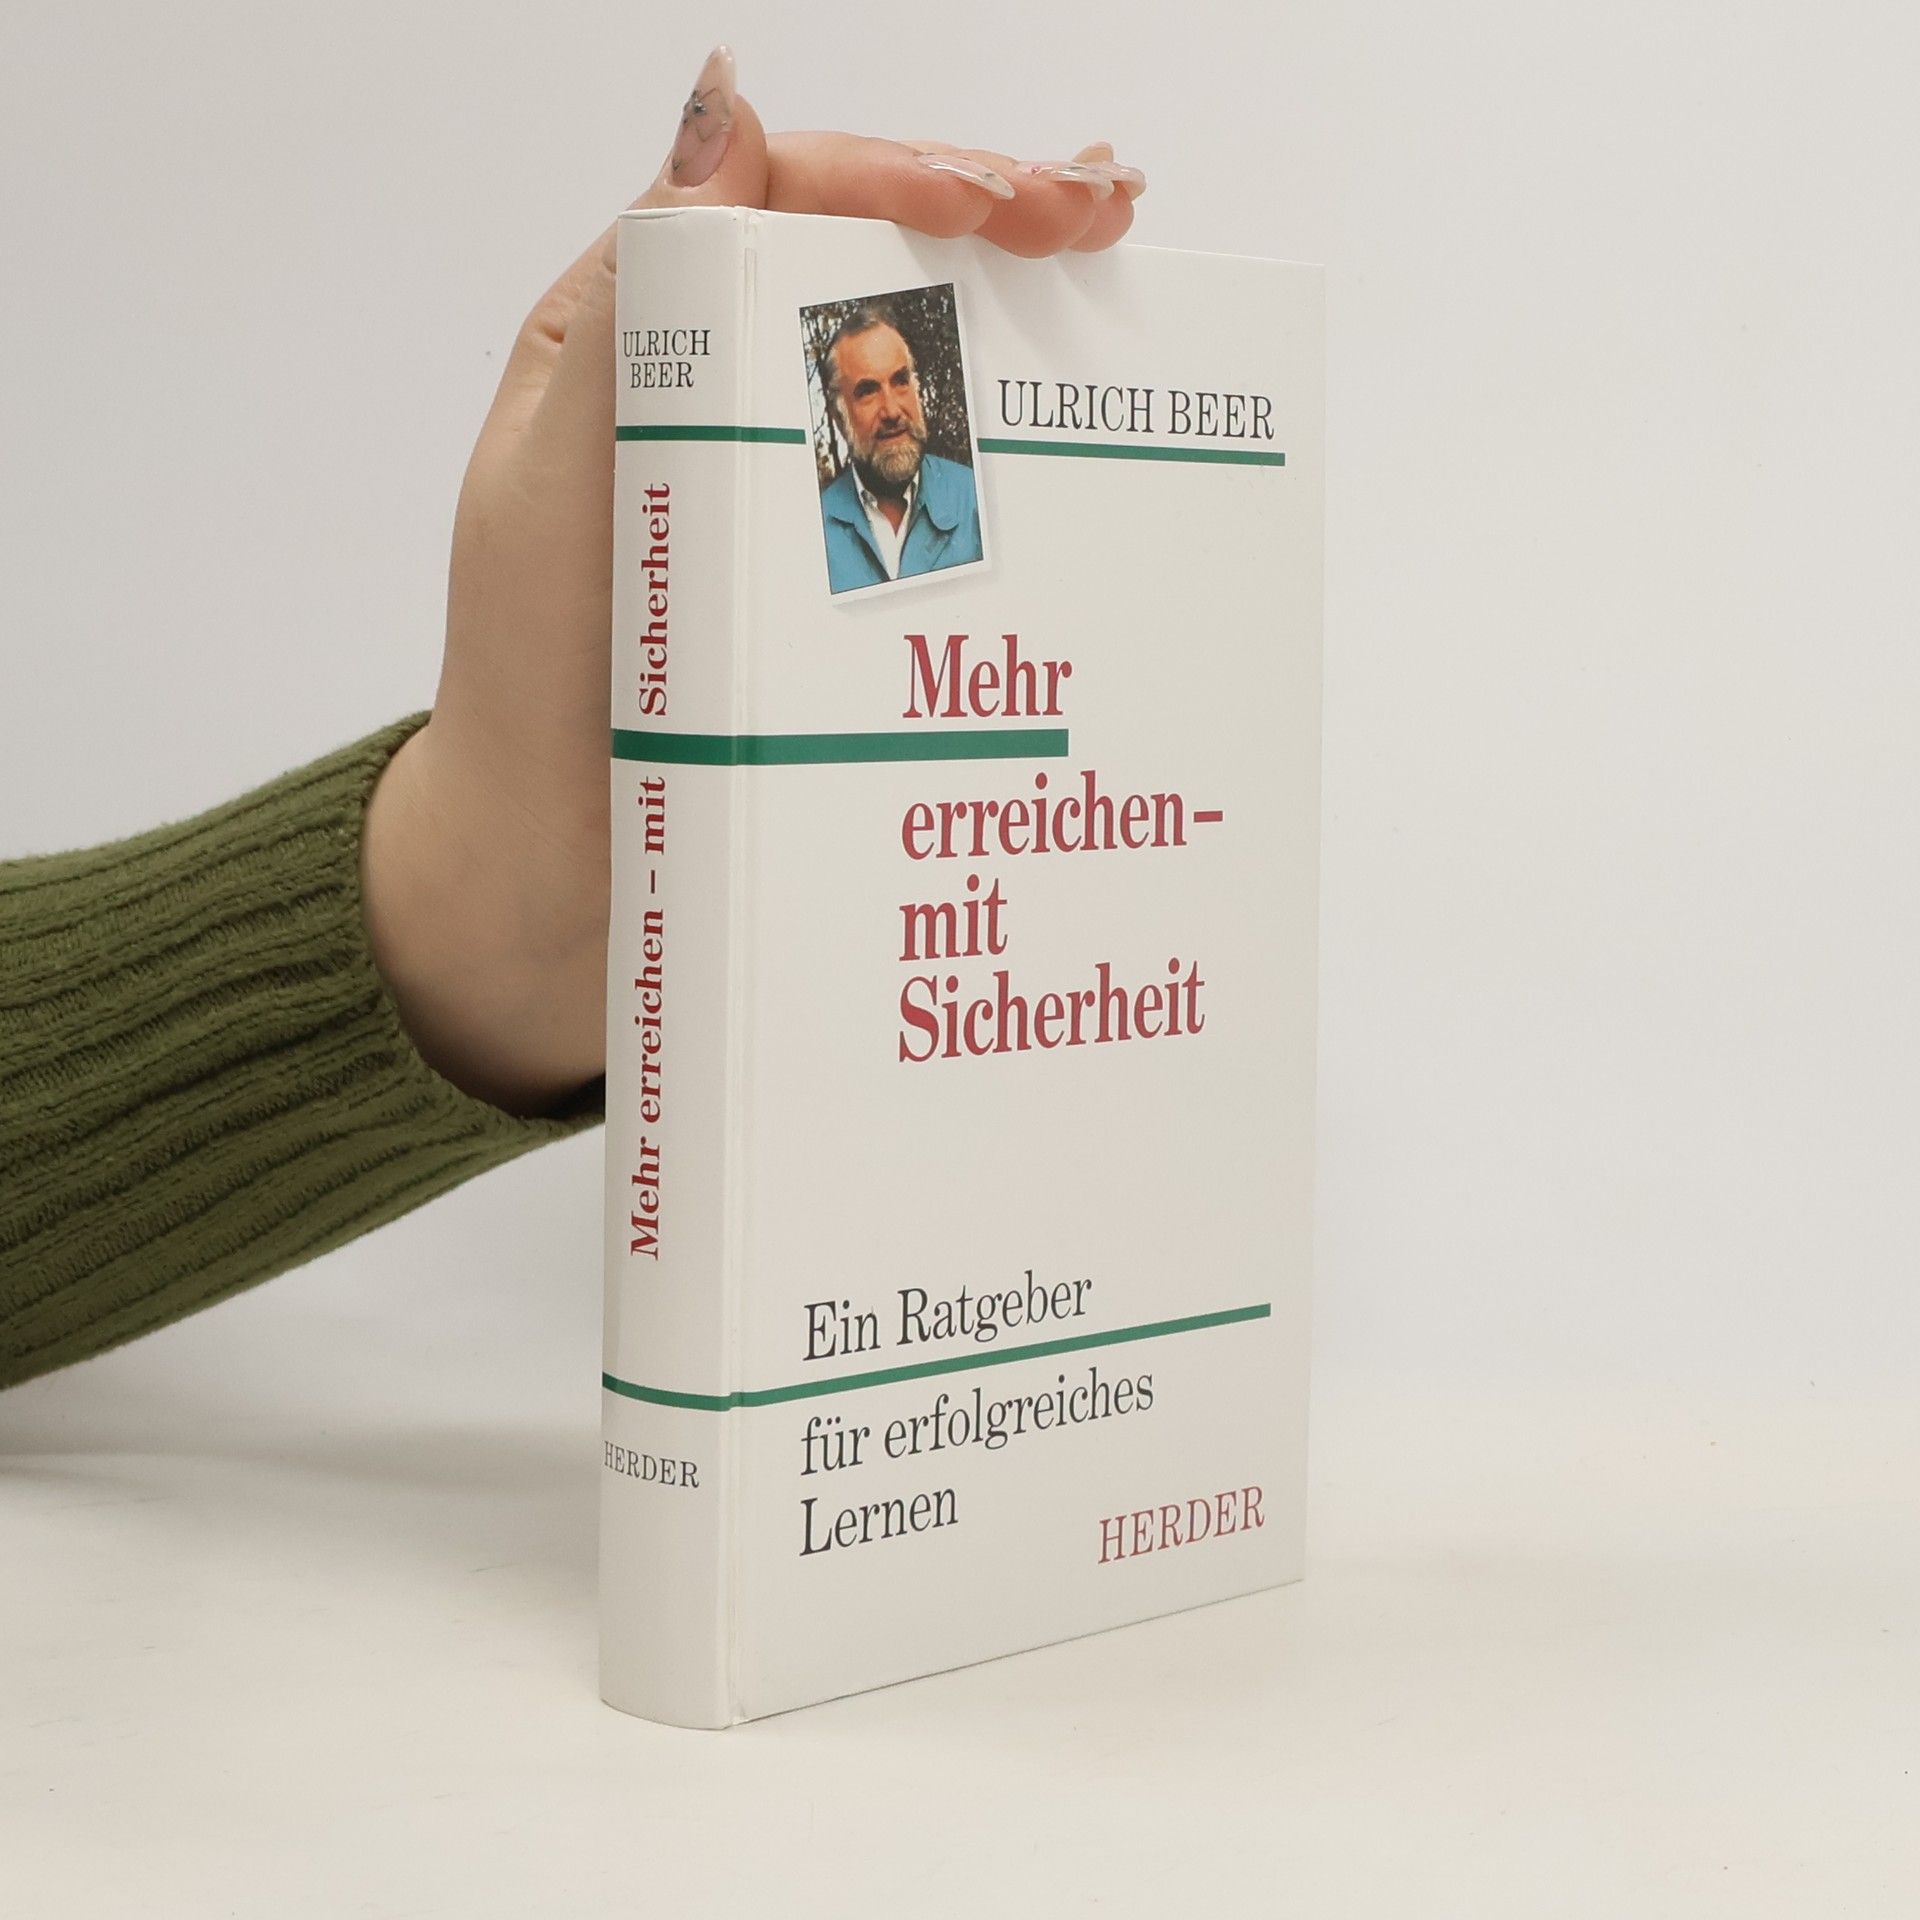 ULRICH
BEER
Mehr erreichen – mit Sicherheit
HERDER
ULRICH BEER
Mehr
erreichen–
mit
Sicherheit
Ein Ratgeber
für erfolgreiches
Lernen
HERDER